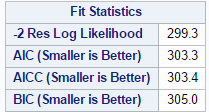 Fit Statistics
-2 Res Log Likelihood 299.3
AIC (Smaller is Better) 303.3
AICC (Smaller is Better) 303.4
BIC (Smaller is Better) 305.0